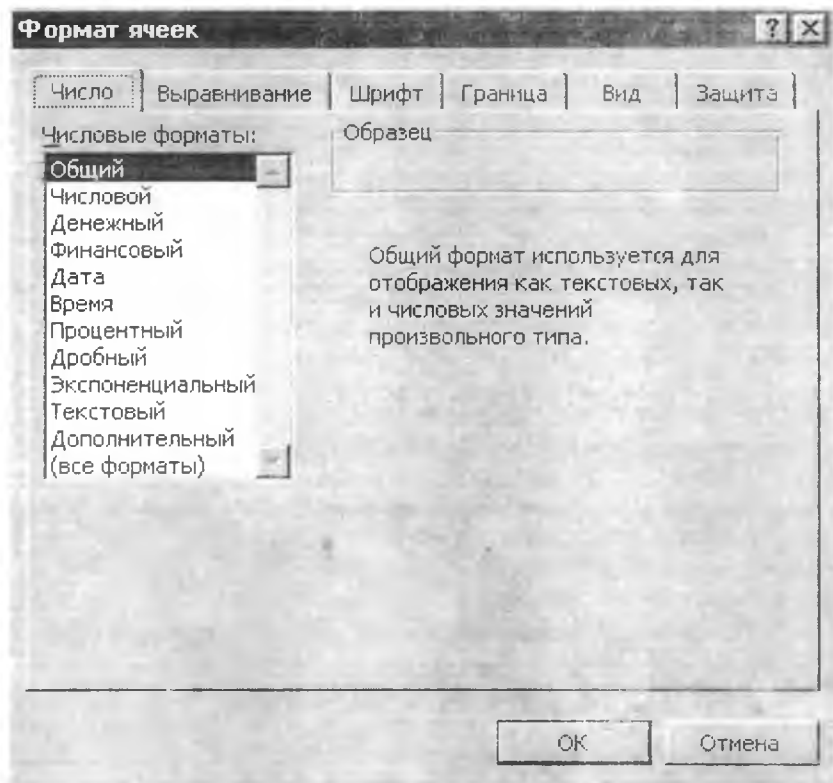 Формат ячеек
Число Выравнивание Шрифт Граница Вид Защита
Числовые форматы:
Образец
Общий
Числовой
Денежный
Финансовый
Дата
Время
Процентный
Дробный
Экспоненциальный
Текстовый
Дополнительный
(все форматы)
Общий формат используется для
отображения как текстовых, так
и числовых значений
произвольного типа.
ОК Отмена